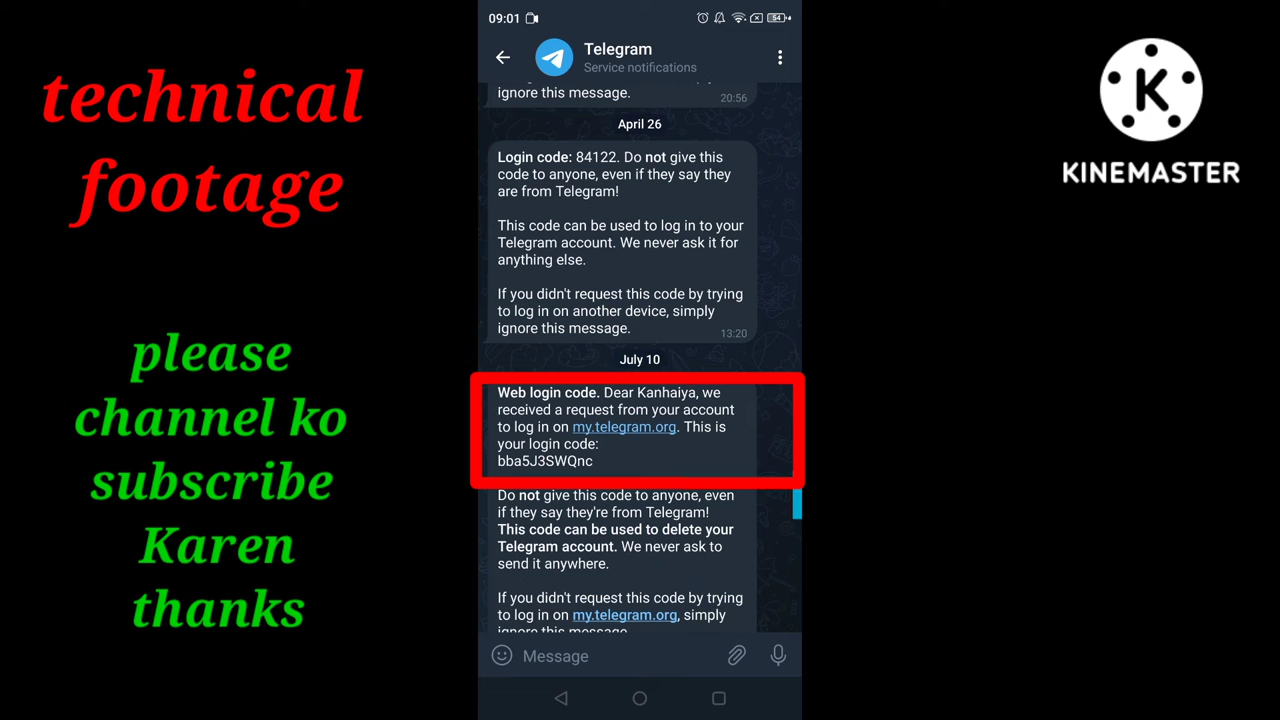 technical
footage
please
channel ko
subscribe
Karen
thanks
09:01
54
Telegram
Service notifications
ignore this message.
20:56
April 26
Login code: 84122. Do not give this
code to anyone, even if they say they
are from Telegram!
This code can be used to log in to your
Telegram account. We never ask it for
anything else.
If you didn't request this code by trying
to log in on another device, simply
ignore this message.
13:20
July 10
Web login code. Dear Kanhaiya, we
received a request from your account
to log in on my.telegram.org. This is
your login code:
bba5J3SWQnc
Do not give this code to anyone, even
if they say they're from Telegram!
This code can be used to delete your
Telegram account. We never ask to
send it anywhere.
If you didn't request this code by trying
to log in on my.telegram.org, simply
ignore this message.
Message
K
KINEMASTER